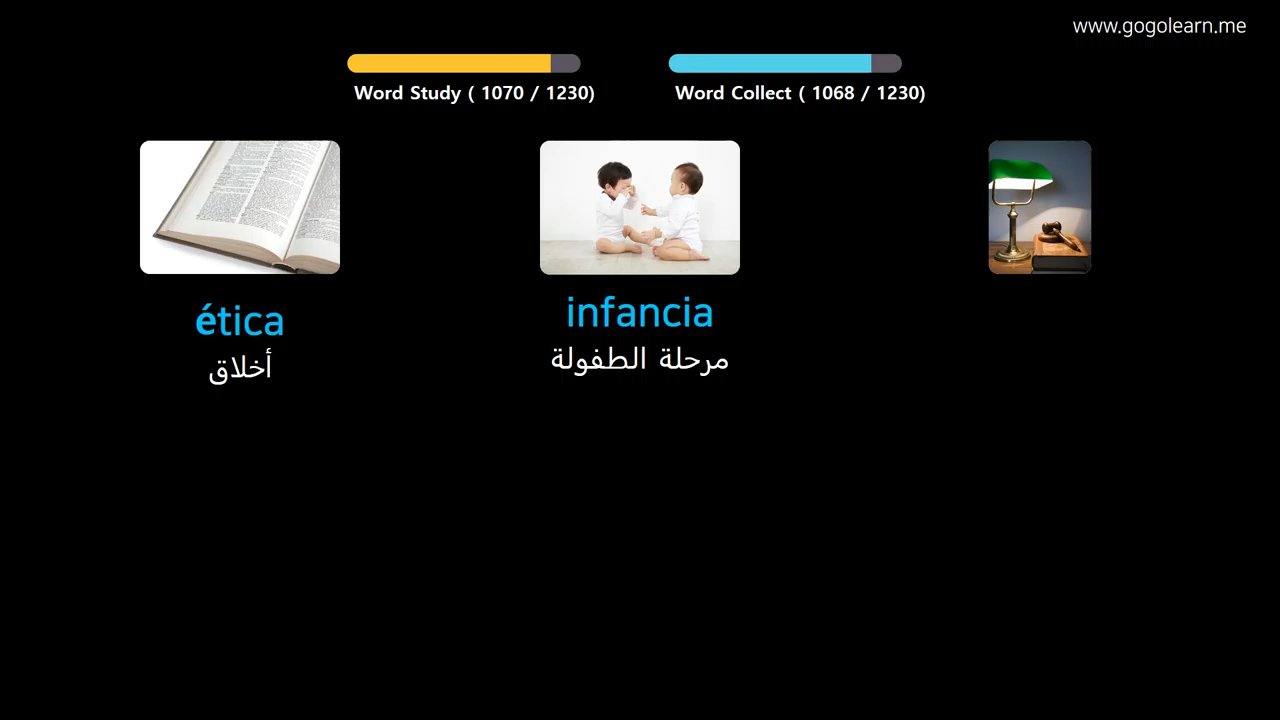 www.gogolearn.me
Word Study ( 1070 / 1230)
Word Collect ( 1068 / 1230)
ética
أخلاق
infancia
مرحلة الطفولة